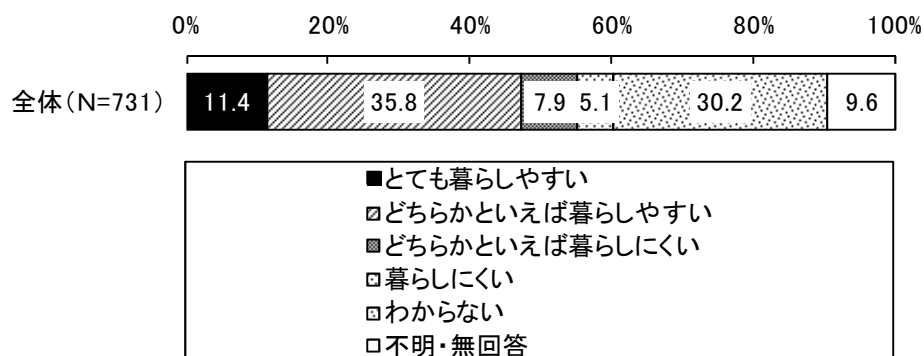 0% 20% 40% 60% 80% 100%
全体(N=731) 11.4 35.8 7.9 5.1 30.2 9.6
とても暮らしやすい
どちらかといえば暮らしやすい
どちらかといえば暮らしにくい
暮らしにくい
わからない
不明・無回答